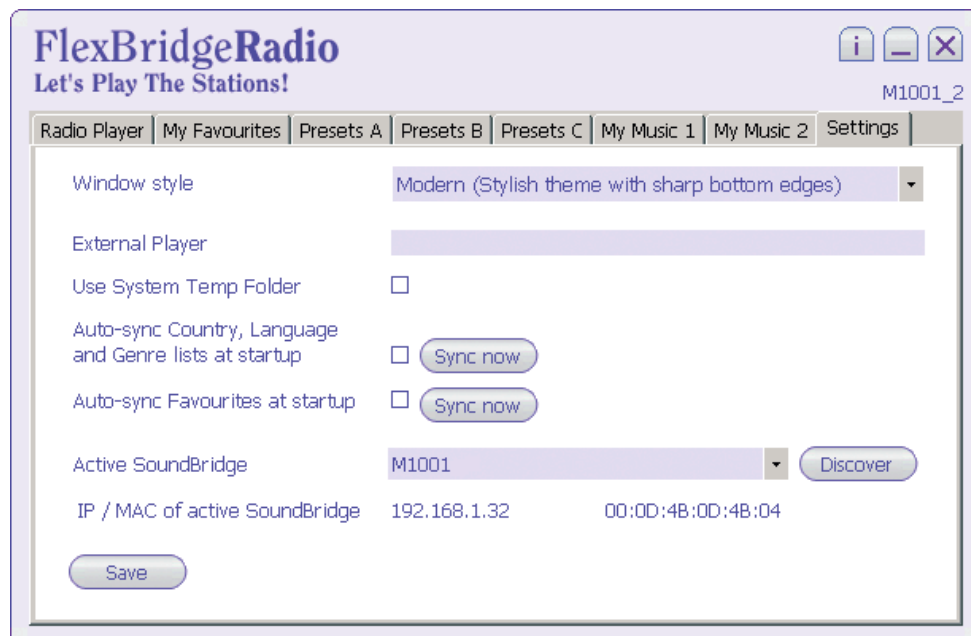 FlexBridgeRadio
Let's Play The Stations!
i
M1001_2
Radio Player My Favourites Presets A Presets B Presets C My Music 1 My Music 2 Settings
Window style Modern (Stylish theme with sharp bottom edges)
External Player
Use System Temp Folder
Auto-sync Country, Language
and Genre lists at startup Sync now
Auto-sync Favourites at startup Sync now
Active SoundBridge M1001 Discover
IP / MAC of active SoundBridge 192.168.1.32 00:0D:4B:0D:4B:04
Save